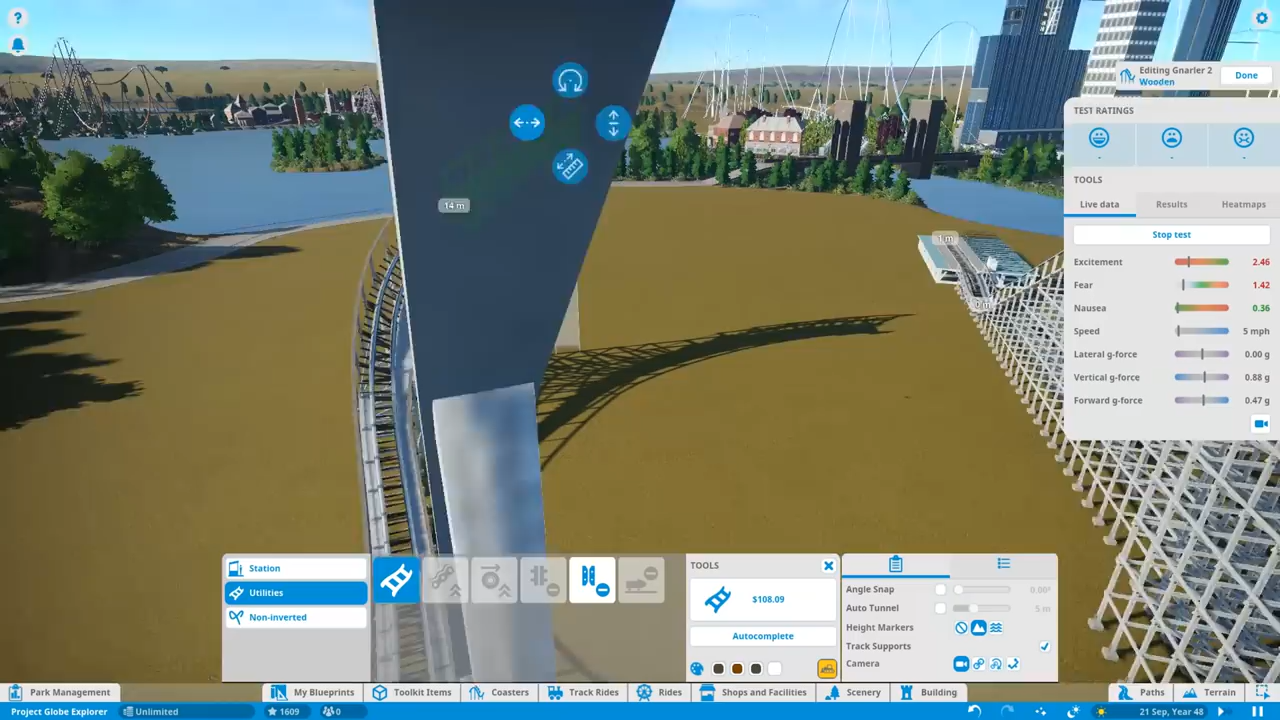 ?
Editing Gnarler 2
Wooden
Done
TEST RATINGS
- - -
TOOLS
Live data Results Heatmaps
Stop test
Excitement 2.46
Fear 1.42
Nausea 0.36
Speed 5 mph
Lateral g-force 0.00 g
Vertical g-force 0.88 g
Forward g-force 0.47 g
14 m
1 m
0 m
Station
Utilities
Non-inverted
TOOLS
$108.09
Autocomplete
Angle Snap 0.00°
Auto Tunnel 5 m
Height Markers
Track Supports
Camera
Park Management My Blueprints Toolkit Items Coasters Track Rides Rides Shops and Facilities Scenery Building Paths Terrain
Project Globe Explorer Unlimited 1609 0 21 Sep, Year 48